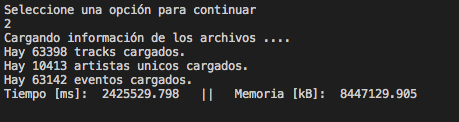 Seleccione una opción para continuar
2
Cargando información de los archivos ....
Hay 63398 tracks cargados.
Hay 10413 artistas unicos cargados.
Hay 63142 eventos cargados.
Tiempo [ms]:  2425529.798   ||   Memoria [kB]:  8447129.905